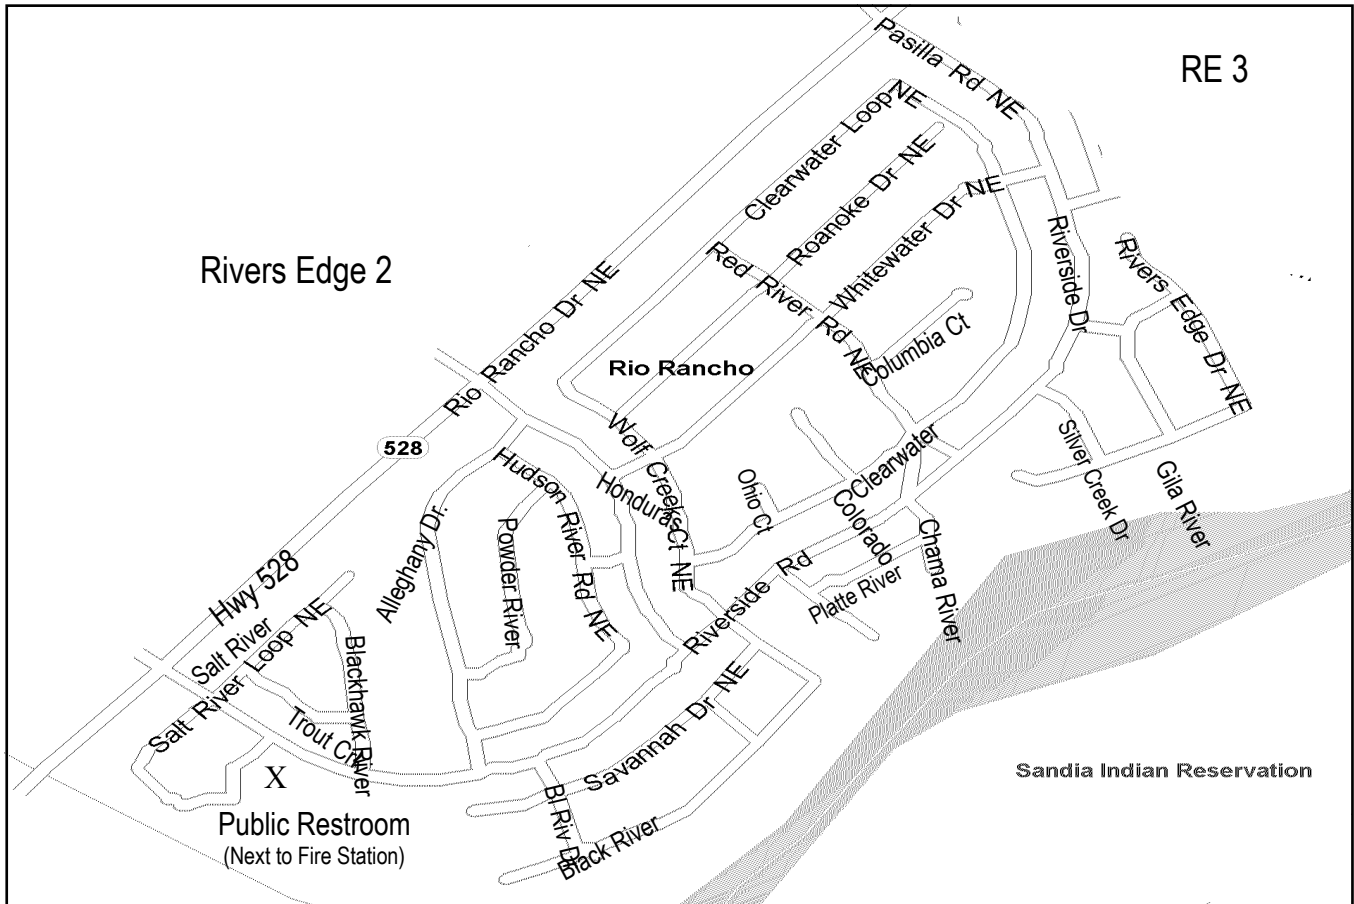 Pasilla Rd NE
RE 3
Clearwater Loop NE
Roanoke Dr NE
Whitewater Dr NE
Rivers Edge 2
Red River Rd NE
Riverside Dr
Rivers Edge Dr NE
Rio Rancho Dr NE
Columbia Ct
Rio Rancho
528
Wolf Creek Ct NE
Hudson River Rd NE
Honduras
Ohio Ct
Clearwater
Colorado
Silver Creek Dr
Gila River
Alleghany Dr.
Powder River
Hwy 528
Riverside Rd
Platte River
Chama River
Salt River
Salt River Loop NE
Blackhawk River
Trout Crk
Savannah Dr NE
Sandia Indian Reservation
X
Bl Riv Dr
Black River
Public Restroom
(Next to Fire Station)